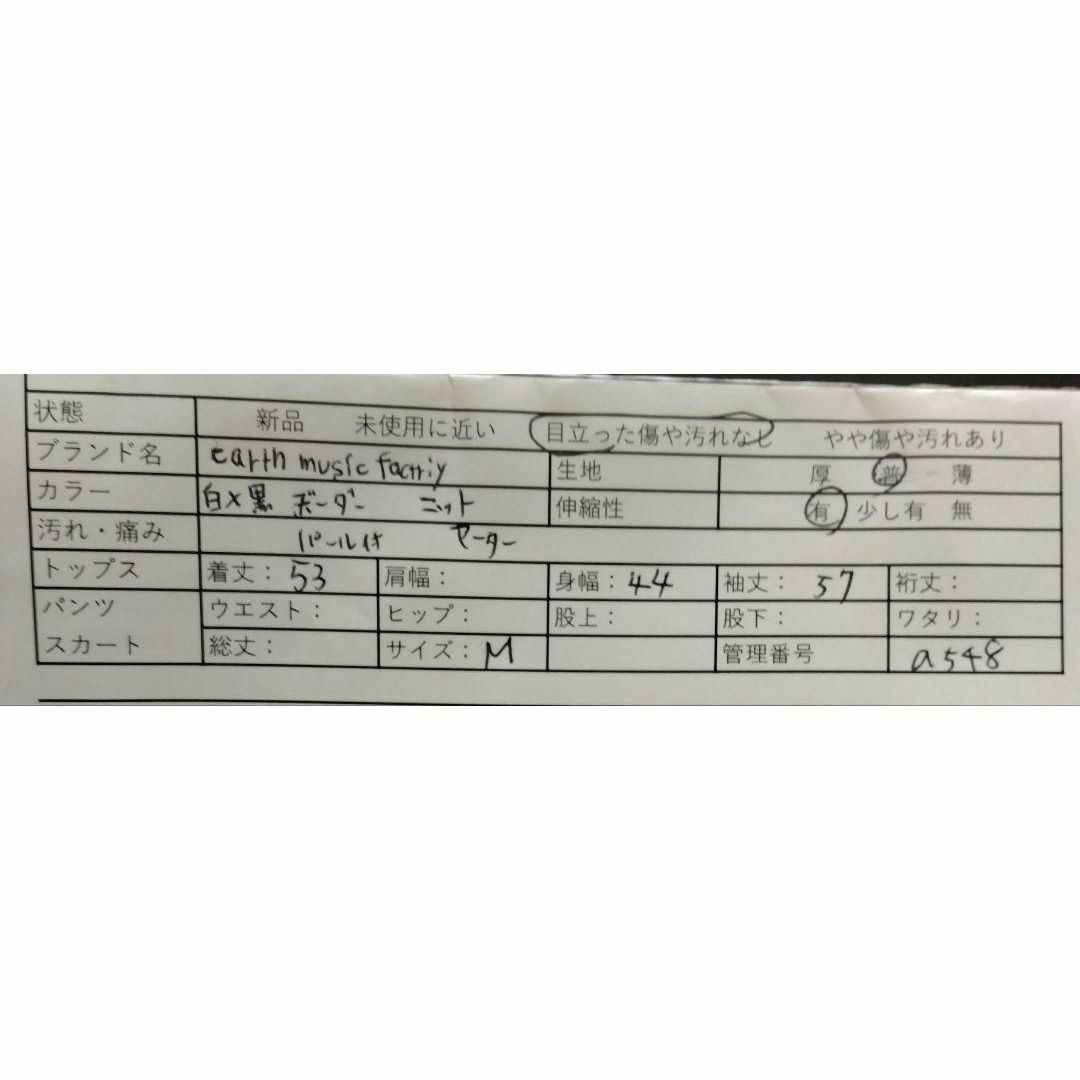 状態 新品 未使用に近い 目立った傷や汚れなし やや傷や汚れあり
ブランド名 earth music 生地 厚 普 薄
カラー 白×黒 ボーダー ニット 伸縮性 有 少し有 無
汚れ・痛み パール付 セーター
トップス 着丈：53 肩幅： 身幅：44 袖丈：57 裄丈：
パンツ ウエスト： ヒップ： 股上： 股下： ワタリ：
スカート 総丈： サイズ：M 管理番号 a548